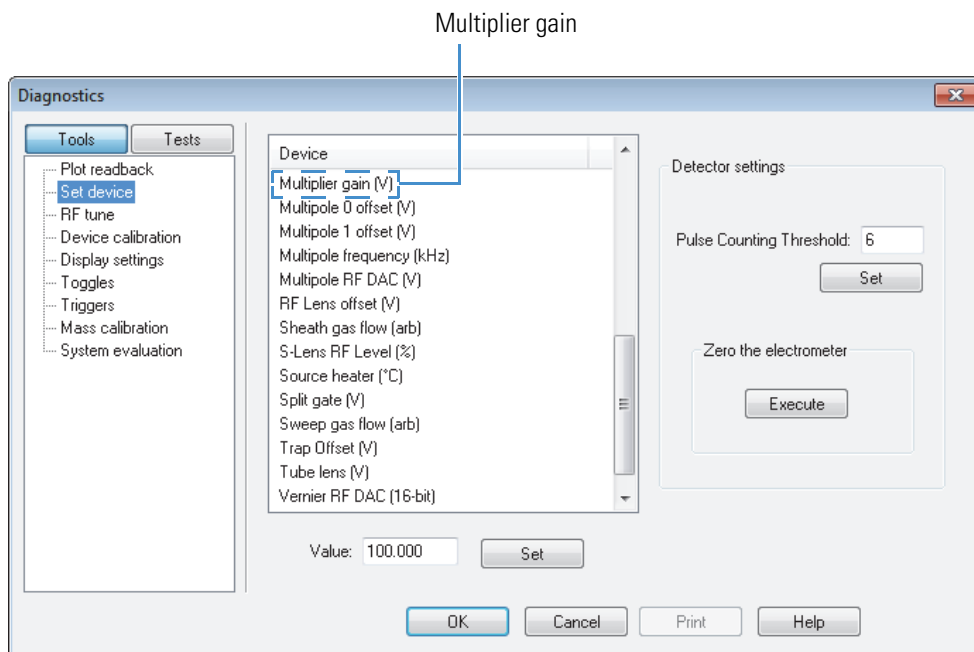 Multiplier gain
Diagnostics
Tools Tests
Plot readback
Set device
RF tune
Device calibration
Display settings
Toggles
Triggers
Mass calibration
System evaluation
Device
Multiplier gain (V)
Multipole 0 offset (V)
Multipole 1 offset (V)
Multipole frequency (kHz)
Multipole RF DAC (V)
RF Lens offset (V)
Sheath gas flow (arb)
S-Lens RF Level (%)
Source heater (°C)
Split gate (V)
Sweep gas flow (arb)
Trap Offset (V)
Tube lens (V)
Vernier RF DAC (16-bit)
Value: 100.000 Set
Detector settings
Pulse Counting Threshold: 6
Set
Zero the electrometer
Execute
OK Cancel Print Help